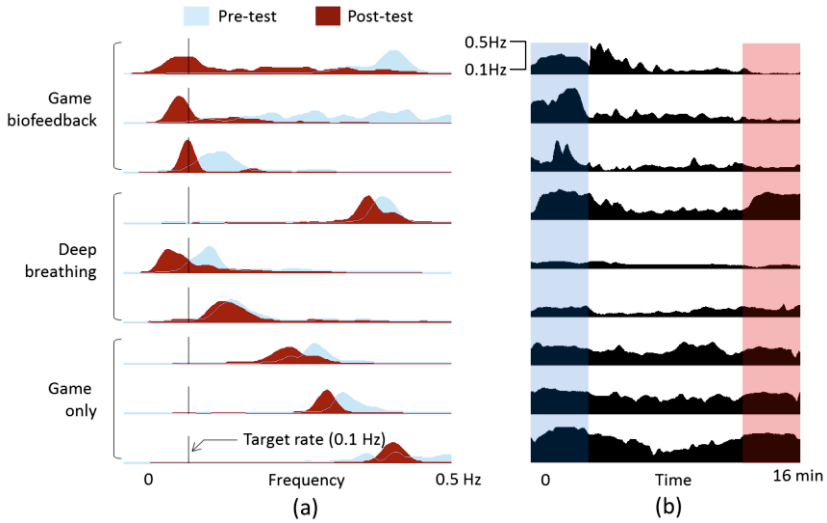 Pre-test Post-test
0.5Hz
0.1Hz
Game
biofeedback
Deep
breathing
Game
only
Target rate (0.1 Hz)
0 Frequency 0.5 Hz
0 Time 16 min
(a) (b)